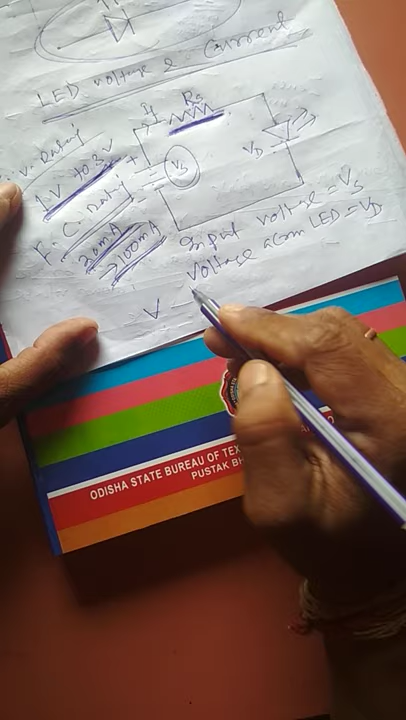 LED voltage & Current
V. Rating
1V to 3V
F. C. Rating
20mA
100mA
If
Rs
+
Vs
VD
Input voltage = Vs
voltage across LED = VD
V
ODISHA STATE BUREAU OF TEX
PUSTAK BH